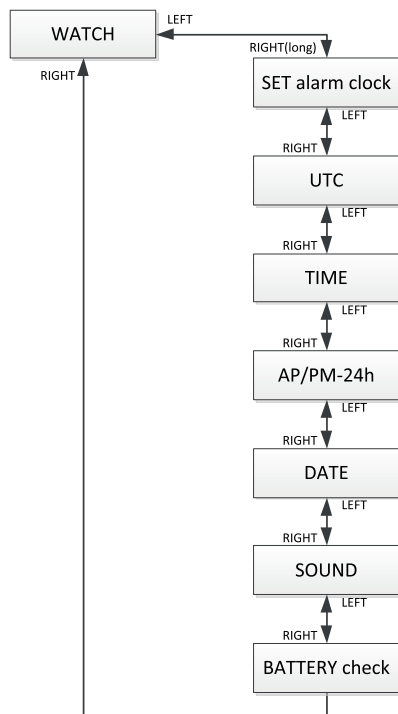 LEFT
WATCH
RIGHT(long)
RIGHT
SET alarm clock
LEFT
RIGHT
UTC
LEFT
RIGHT
TIME
LEFT
RIGHT
AP/PM-24h
LEFT
RIGHT
DATE
LEFT
RIGHT
SOUND
LEFT
RIGHT
BATTERY check